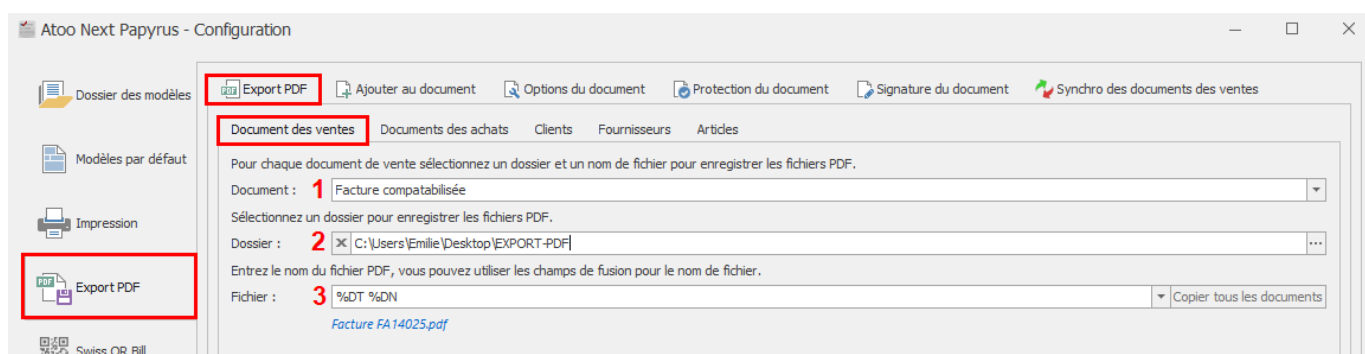 Atoo Next Papyrus - Configuration
Dossier des modèles
Export PDF
Ajouter au document
Options du document
Protection du document
Signature du document
Synchro des documents des ventes
Document des ventes
Documents des achats
Clients
Fournisseurs
Articles
Modèles par défaut
Pour chaque document de vente sélectionnez un dossier et un nom de fichier pour enregistrer les fichiers PDF.
Document : 1 Facture compatabilisée
Impression
Sélectionnez un dossier pour enregistrer les fichiers PDF.
Dossier : 2 C:\Users\Emilie\Desktop\EXPORT-PDF
Entrez le nom du fichier PDF, vous pouvez utiliser les champs de fusion pour le nom de fichier.
Export PDF
Fichier : 3 %DT %DN Copier tous les documents
Facture FA14025.pdf
Swiss QR Bill